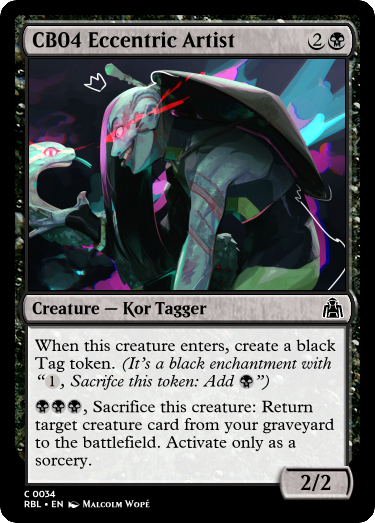 CB04 Eccentric Artist 2
Creature — Kor Tagger
When this creature enters, create a black
Tag token. (It's a black enchantment with
“1, Sacrifce this token: Add ”)
, Sacrifice this creature: Return
target creature card from your graveyard
to the battlefield. Activate only as a
sorcery.
2/2
C 0034
RBL • EN Malcolm Wopé